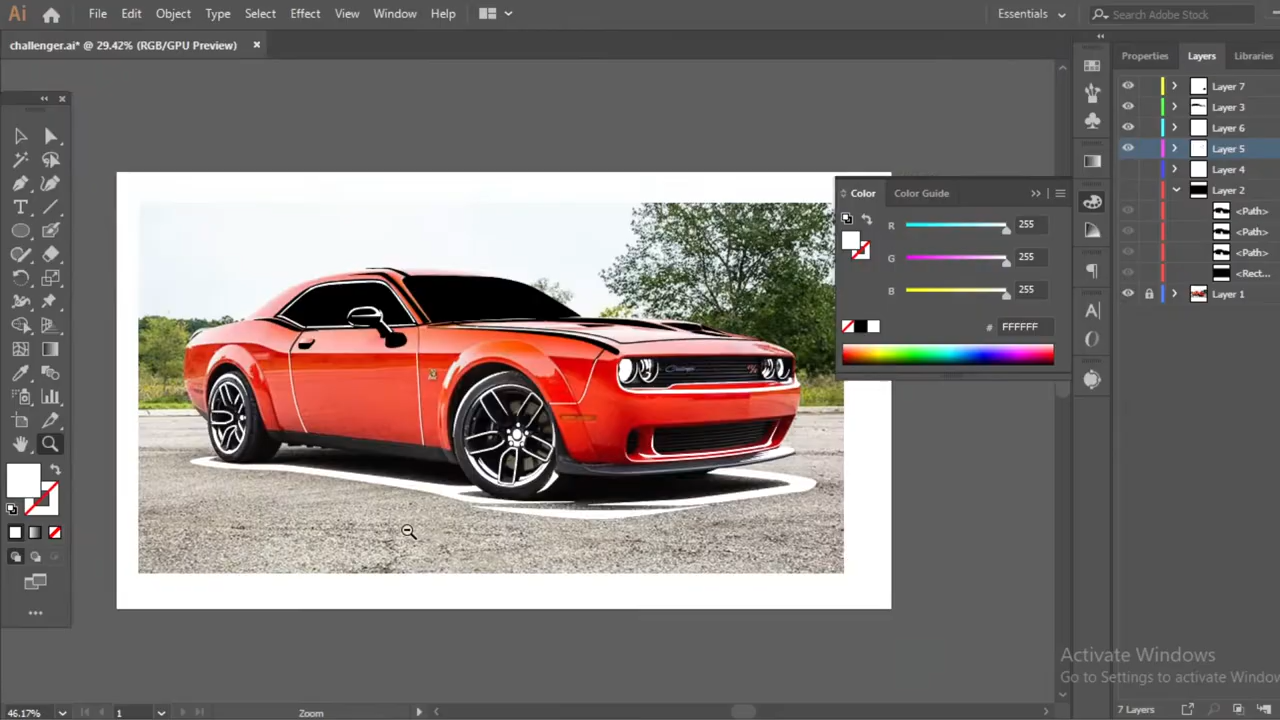 Ai File Edit Object Type Select Effect View Window Help Essentials Search Adobe Stock
challenger.ai* @ 29.42% (RGB/GPU Preview) ×
Properties Layers Libraries
Layer 7
Layer 3
Layer 6
Layer 5
Layer 4
Layer 2
<Path>
<Path>
<Path>
<Rect...
Layer 1
Color Color Guide
R 255
G 255
B 255
# FFFFFF
Challenger
Activate Windows
Go to Settings to activate Window
46.17% 1 Zoom 7 Layers